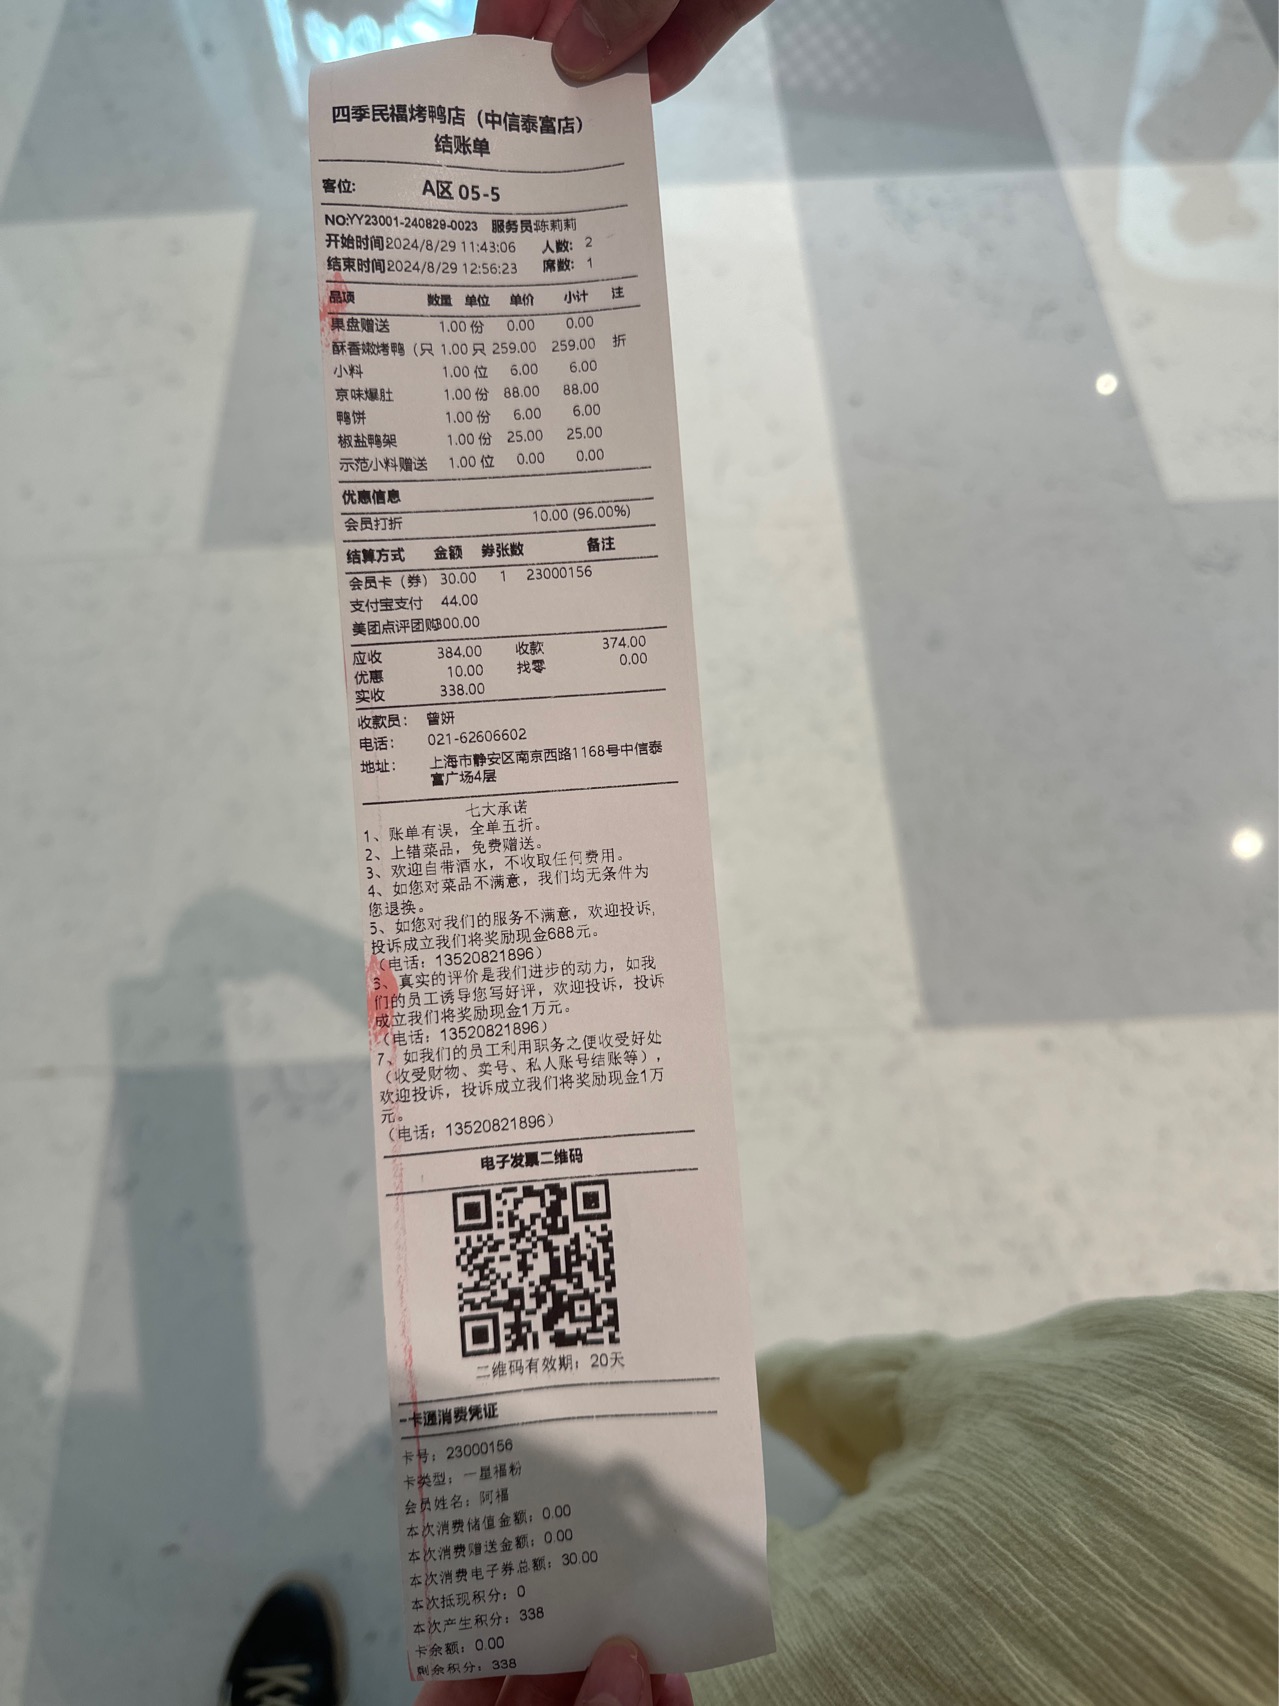 四季民福烤鸭店（中信泰富店）
结账单
客位： A区 05-5
NO:YY23001-240829-0023 服务员:陈莉莉
开始时间2024/8/29 11:43:06 人数： 2
结束时间2024/8/29 12:56:23 席数： 1
品项 数量 单位 单价 小计 注
果盘赠送 1.00 份 0.00 0.00
酥香嫩烤鸭（只 1.00 只 259.00 259.00 折
小料 1.00 位 6.00 6.00
京味爆肚 1.00 份 88.00 88.00
鸭饼 1.00 份 6.00 6.00
椒盐鸭架 1.00 份 25.00 25.00
示范小料赠送 1.00 位 0.00 0.00
优惠信息
会员打折 10.00 (96.00%)
结算方式 金额 券张数 备注
会员卡（券） 30.00 1 23000156
支付宝支付 44.00
美团点评团购300.00
应收 384.00 收款 374.00
优惠 10.00 找零 0.00
实收 338.00
收款员： 曾妍
电话： 021-62606602
地址： 上海市静安区南京西路1168号中信泰
富广场4层
七大承诺
1、账单有误，全单五折。
2、上错菜品，免费赠送。
3、欢迎自带酒水，不收取任何费用。
4、如您对菜品不满意，我们均无条件为
您退换。
5、如您对我们的服务不满意，欢迎投诉，
投诉成立我们将奖励现金688元。
（电话：13520821896）
6、真实的评价是我们进步的动力，如我
们的员工诱导您写好评，欢迎投诉，投诉
成立我们将奖励现金1万元。
（电话：13520821896）
7、如我们的员工利用职务之便收受好处
（收受财物、卖号、私人账号结账等），
欢迎投诉，投诉成立我们将奖励现金1万
元。
（电话：13520821896）
电子发票二维码
二维码有效期：20天
一卡通消费凭证
卡号：23000156
卡类型：一星福粉
会员姓名：阿福
本次消费储值金额：0.00
本次消费赠送金额：0.00
本次消费电子券总额：30.00
本次抵现积分：0
本次产生积分：338
卡余额：0.00
剩余积分：338